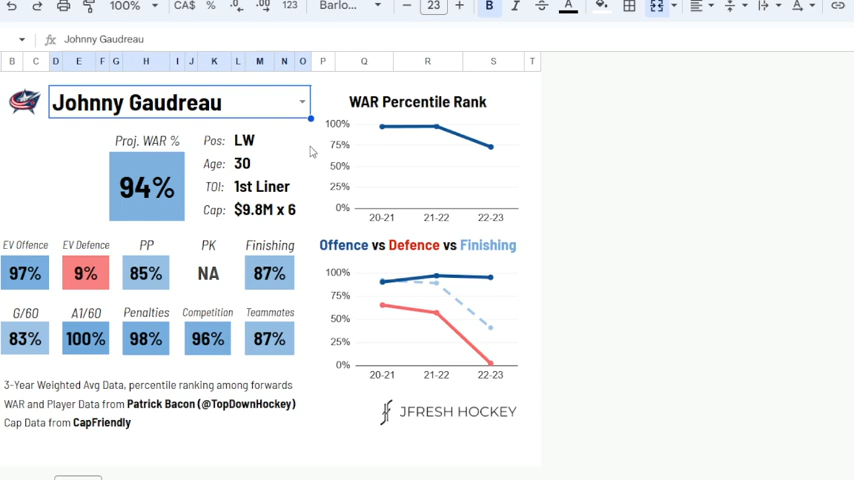 100% CA$ % .0 .00 123 Barlo... 23 B I A
fx Johnny Gaudreau
B C D E F G H I J K L M N O P Q R S T
Johnny Gaudreau
Proj. WAR %
94%
Pos: LW
Age: 30
TOI: 1st Liner
Cap: $9.8M x 6
EV Offence EV Defence PP PK Finishing
97% 9% 85% NA 87%
G/60 A1/60 Penalties Competition Teammates
83% 100% 98% 96% 87%
3-Year Weighted Avg Data, percentile ranking among forwards
WAR and Player Data from Patrick Bacon (@TopDownHockey)
Cap Data from CapFriendly
WAR Percentile Rank
100%
75%
50%
25%
0%
20-21 21-22 22-23
Offence vs Defence vs Finishing
100%
75%
50%
25%
0%
20-21 21-22 22-23
JFRESH HOCKEY